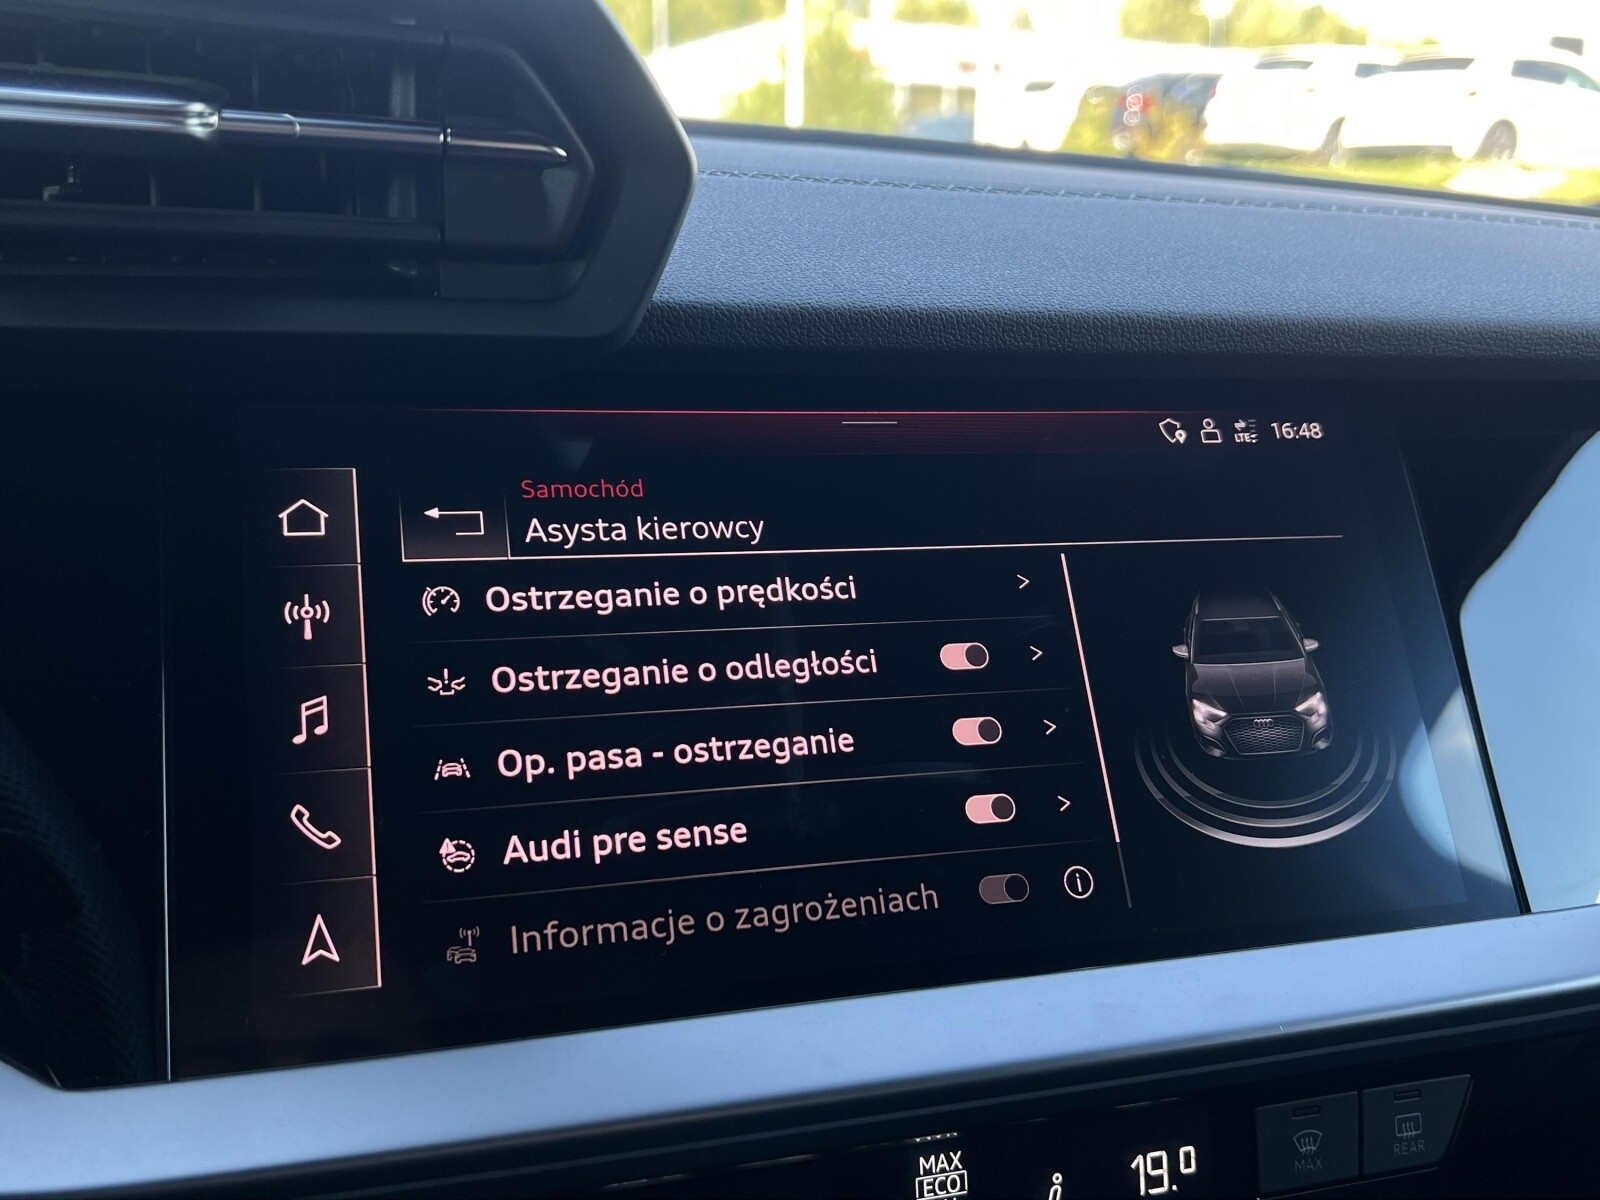 LTE
16:48
Samochód
Asysta kierowcy
Ostrzeganie o prędkości
Ostrzeganie o odległości
Op. pasa - ostrzeganie
Audi pre sense
Informacje o zagrożeniach
MAX
ECO
19.0
MAX
REAR